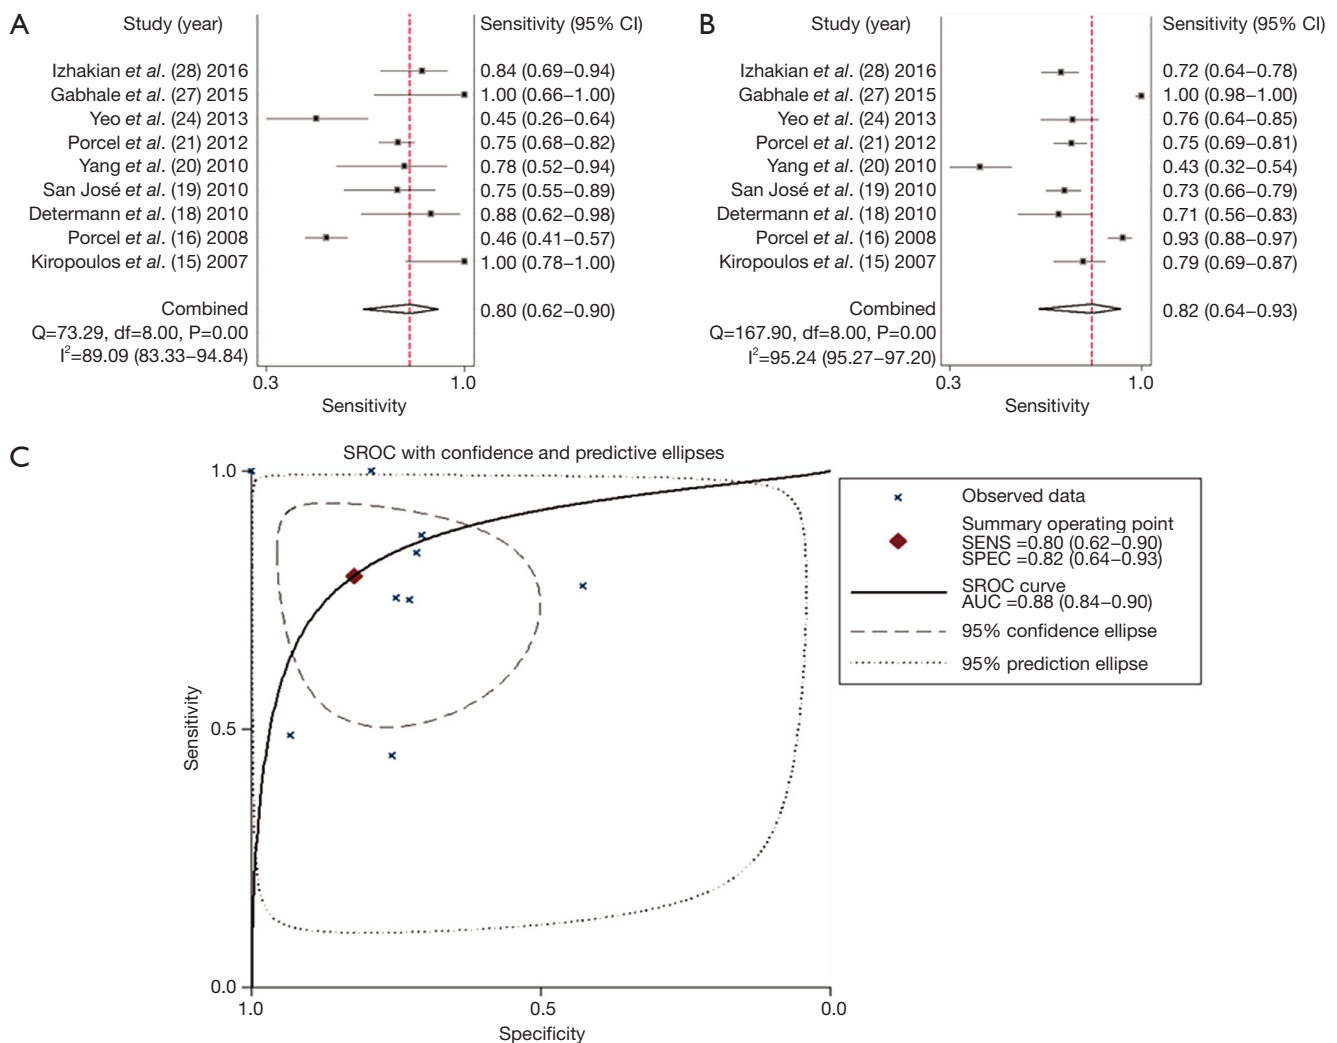 A
Study (year) Sensitivity (95% CI)
Izhakian et al. (28) 2016 0.84 (0.69–0.94)
Gabhale et al. (27) 2015 1.00 (0.66–1.00)
Yeo et al. (24) 2013 0.45 (0.26–0.64)
Porcel et al. (21) 2012 0.75 (0.68–0.82)
Yang et al. (20) 2010 0.78 (0.52–0.94)
San José et al. (19) 2010 0.75 (0.55–0.89)
Determann et al. (18) 2010 0.88 (0.62–0.98)
Porcel et al. (16) 2008 0.46 (0.41–0.57)
Kiropoulos et al. (15) 2007 1.00 (0.78–1.00)
Combined 0.80 (0.62–0.90)
Q=73.29, df=8.00, P=0.00
I²=89.09 (83.33–94.84)
0.3 1.0
Sensitivity
B
Study (year) Sensitivity (95% CI)
Izhakian et al. (28) 2016 0.72 (0.64–0.78)
Gabhale et al. (27) 2015 1.00 (0.98–1.00)
Yeo et al. (24) 2013 0.76 (0.64–0.85)
Porcel et al. (21) 2012 0.75 (0.69–0.81)
Yang et al. (20) 2010 0.43 (0.32–0.54)
San José et al. (19) 2010 0.73 (0.66–0.79)
Determann et al. (18) 2010 0.71 (0.56–0.83)
Porcel et al. (16) 2008 0.93 (0.88–0.97)
Kiropoulos et al. (15) 2007 0.79 (0.69–0.87)
Combined 0.82 (0.64–0.93)
Q=167.90, df=8.00, P=0.00
I²=95.24 (95.27–97.20)
0.3 1.0
Sensitivity
C
SROC with confidence and predictive ellipses
1.0
0.5
0.0
Sensitivity
1.0 0.5 0.0
Specificity
Observed data
Summary operating point
SENS =0.80 (0.62–0.90)
SPEC =0.82 (0.64–0.93)
SROC curve
AUC =0.88 (0.84–0.90)
95% confidence ellipse
95% prediction ellipse